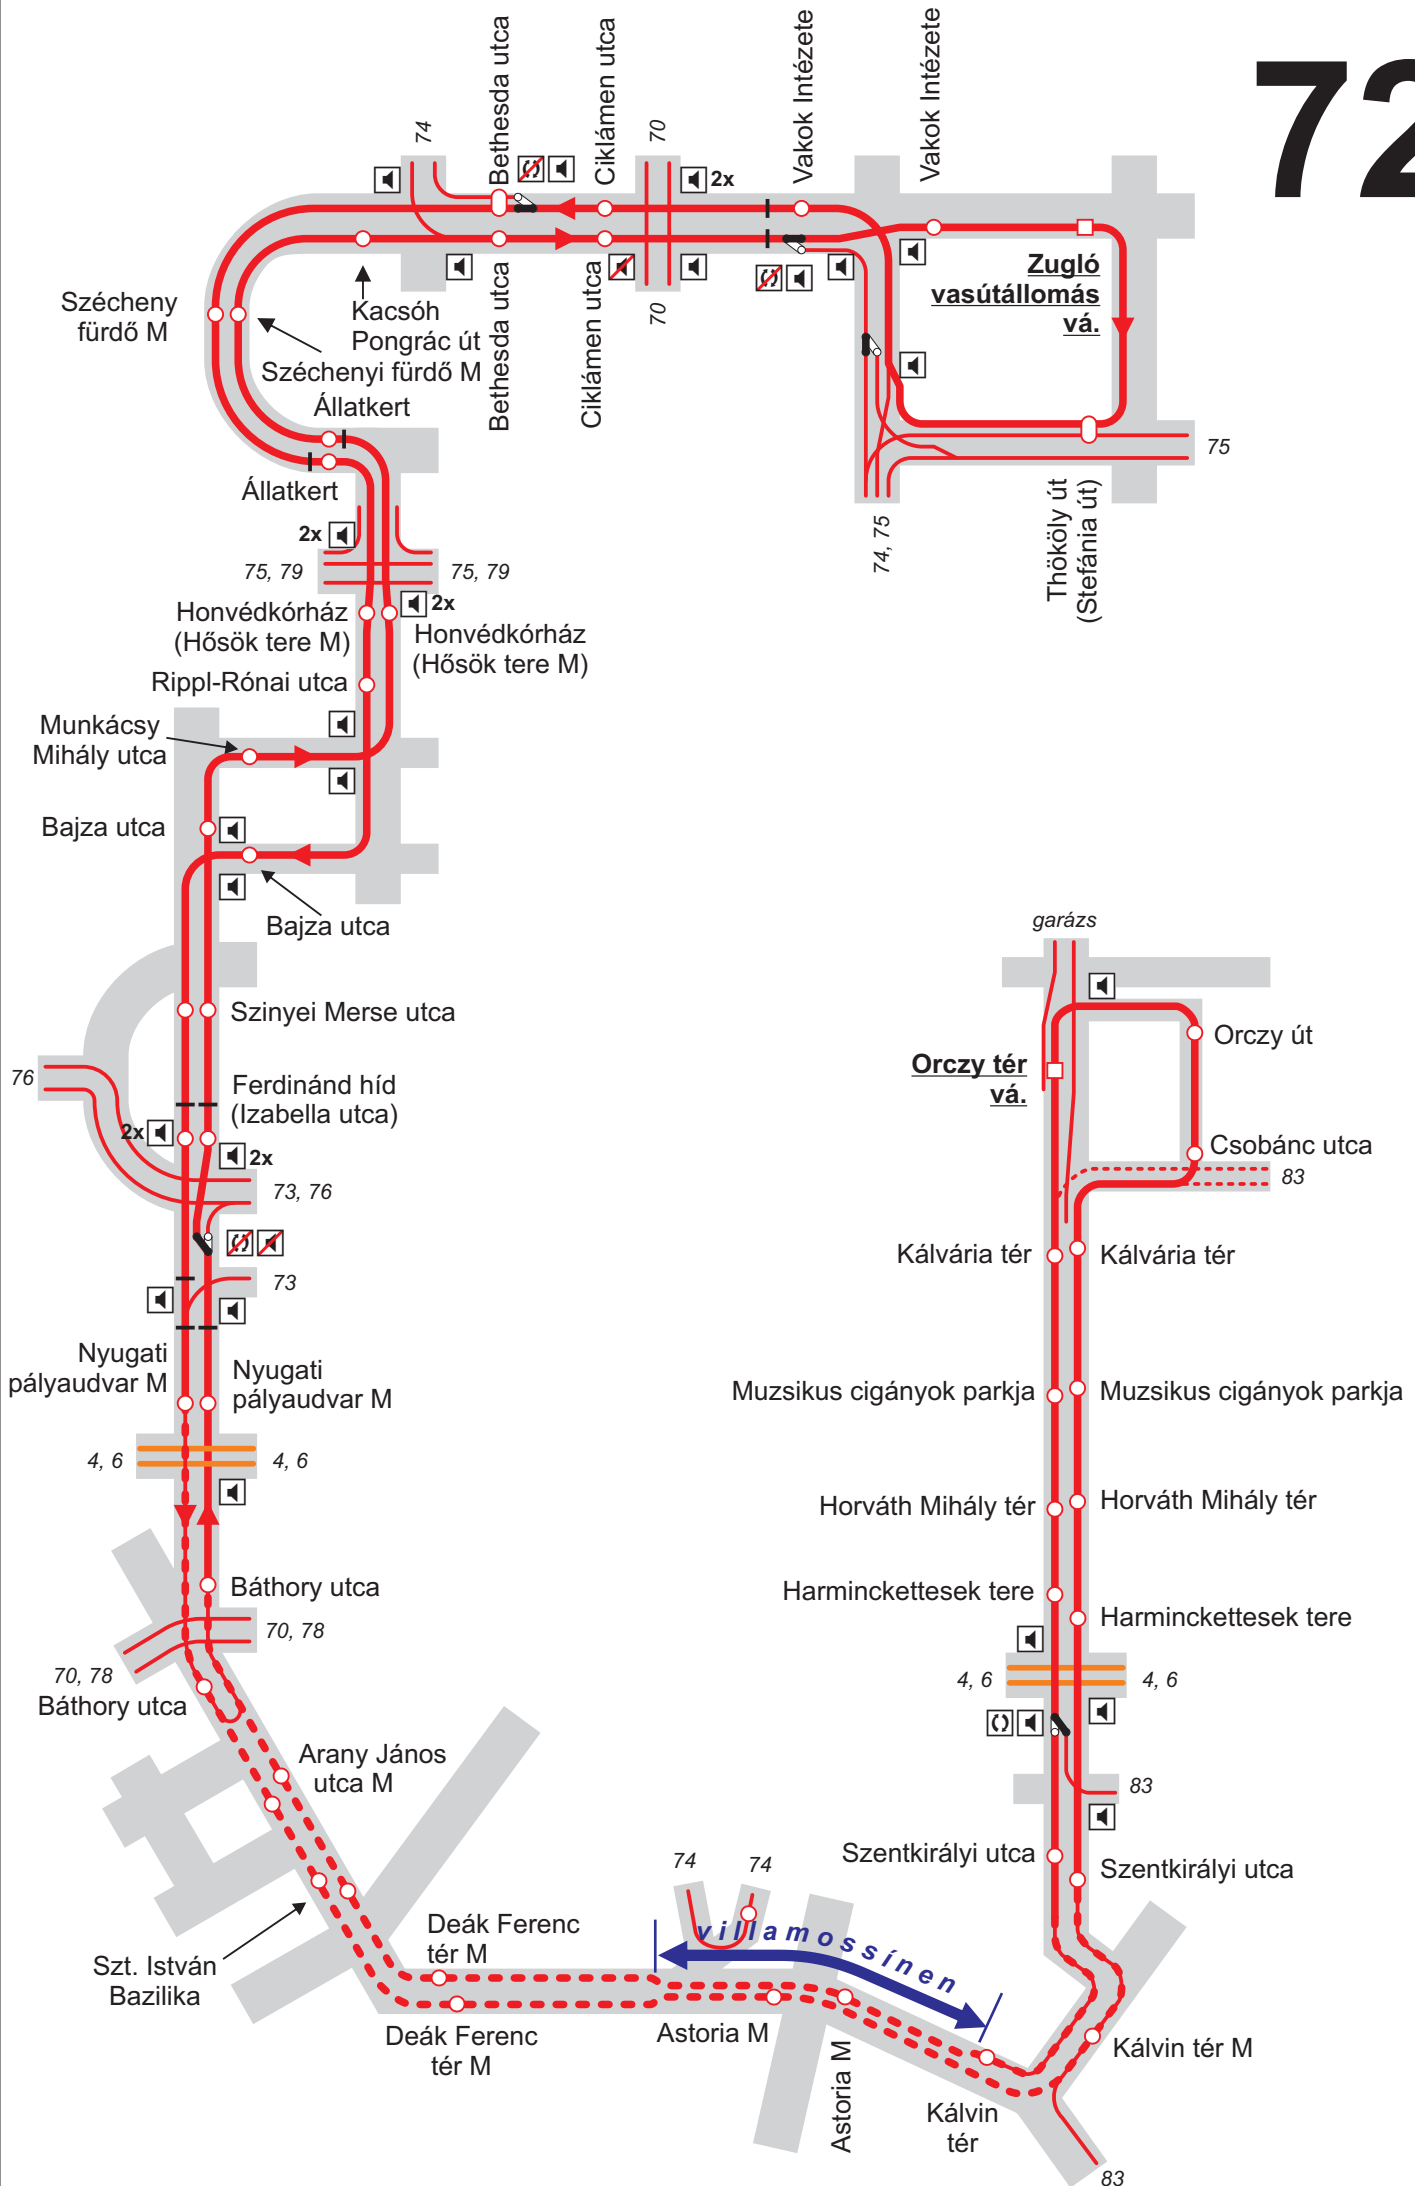 72
Bethesda utca
Ciklámen utca
Vakok Intézete
Vakok Intézete
74
70
2x
Zugló
vasútállomás
vá.
Szécheny
fürdő M
Kacsóh
Pongrác út
Széchenyi fürdő M
Bethesda utca
Ciklámen utca
70
Állatkert
Állatkert
75
74, 75
Thököly út
(Stefánia út)
2x
75, 79
75, 79
Honvédkórház
(Hősök tere M)
2x
Honvédkórház
(Hősök tere M)
Rippl-Rónai utca
Munkácsy
Mihály utca
Bajza utca
Bajza utca
garázs
Szinyei Merse utca
Orczy út
Orczy tér
vá.
76
Ferdinánd híd
(Izabella utca)
2x
2x
Csobánc utca
83
73, 76
Kálvária tér
Kálvária tér
73
Nyugati
pályaudvar M
Nyugati
pályaudvar M
Muzsikus cigányok parkja
Muzsikus cigányok parkja
4, 6
4, 6
Horváth Mihály tér
Horváth Mihály tér
Báthory utca
Harminckettesek tere
Harminckettesek tere
70, 78
70, 78
Báthory utca
4, 6
4, 6
Arany János
utca M
83
Szentkirályi utca
Szentkirályi utca
74
74
villamossínen
Deák Ferenc
tér M
Szt. István
Bazilika
Deák Ferenc
tér M
Astoria M
Astoria M
Kálvin tér M
Kálvin
tér
83